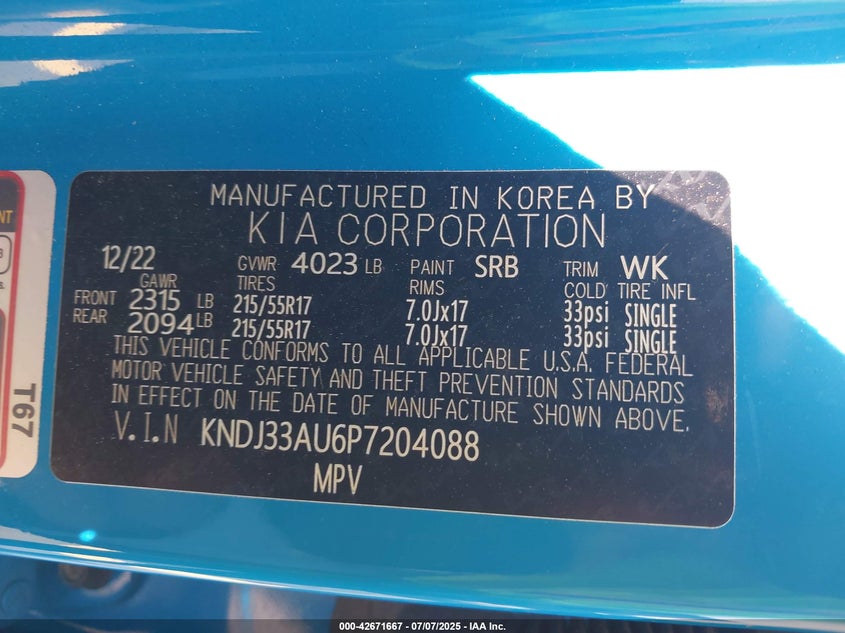 MANUFACTURED IN KOREA BY
KIA CORPORATION
12/22 GVWR 4023 LB PAINT SRB TRIM WK
GAWR TIRES RIMS COLD TIRE INFL
FRONT 2315 LB 215/55R17 7.0Jx17 33psi SINGLE
REAR 2094 LB 215/55R17 7.0Jx17 33psi SINGLE
THIS VEHICLE CONFORMS TO ALL APPLICABLE U.S.A. FEDERAL
MOTOR VEHICLE SAFETY AND THEFT PREVENTION STANDARDS
IN EFFECT ON THE DATE OF MANUFACTURE SHOWN ABOVE.
V.I.N KNDJ33AU6P7204088
MPV
T67
000-42671667 - 07/07/2025 - IAA Inc.